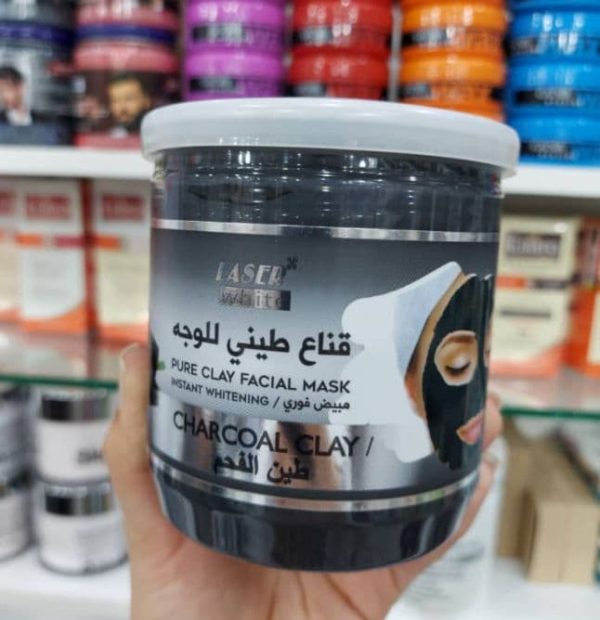 LASER
White
قناع طيني للوجه
PURE CLAY FACIAL MASK
INSTANT WHITENING / مبيض فوري
CHARCOAL CLAY /
طين الفحم